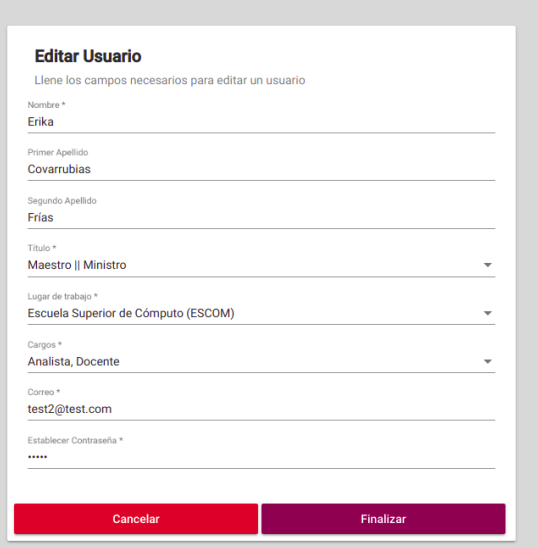 Editar Usuario
Llene los campos necesarios para editar un usuario
Nombre *
Erika
Primer Apellido
Covarrubias
Segundo Apellido
Frías
Título *
Maestro || Ministro
Lugar de trabajo *
Escuela Superior de Cómputo (ESCOM)
Cargos *
Analista, Docente
Correo *
test2@test.com
Establecer Contraseña *
•••••
Cancelar Finalizar